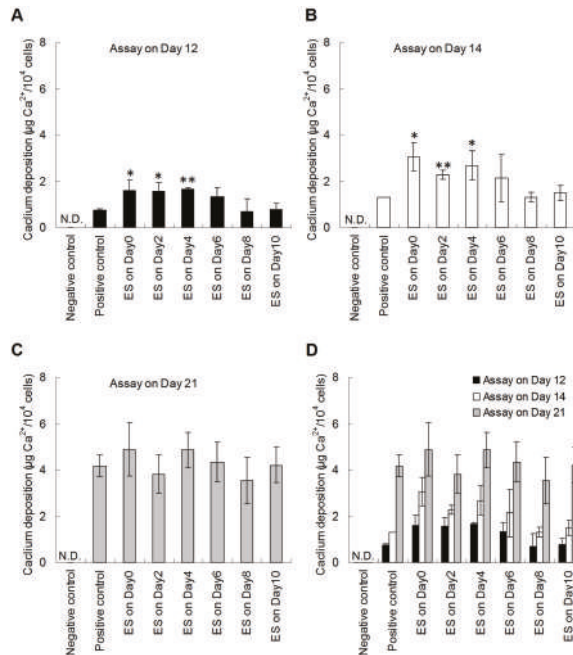 A
Assay on Day 12
Caclium deposition (μg Ca²⁺/10⁴ cells)
8
6
4
2
0
N.D.
*
*
**
Negative control
Positive control
ES on Day0
ES on Day2
ES on Day4
ES on Day6
ES on Day8
ES on Day10
B
Assay on Day 14
Caclium deposition (μg Ca²⁺/10⁴ cells)
8
6
4
2
0
N.D.
*
**
*
Negative control
Positive control
ES on Day0
ES on Day2
ES on Day4
ES on Day6
ES on Day8
ES on Day10
C
Assay on Day 21
Caclium deposition (μg Ca²⁺/10⁴ cells)
8
6
4
2
0
N.D.
Negative control
Positive control
ES on Day0
ES on Day2
ES on Day4
ES on Day6
ES on Day8
ES on Day10
D
Assay on Day 12
Assay on Day 14
Assay on Day 21
Caclium deposition (μg Ca²⁺/10⁴ cells)
8
6
4
2
0
N.D.
Negative control
Positive control
ES on Day0
ES on Day2
ES on Day4
ES on Day6
ES on Day8
ES on Day10